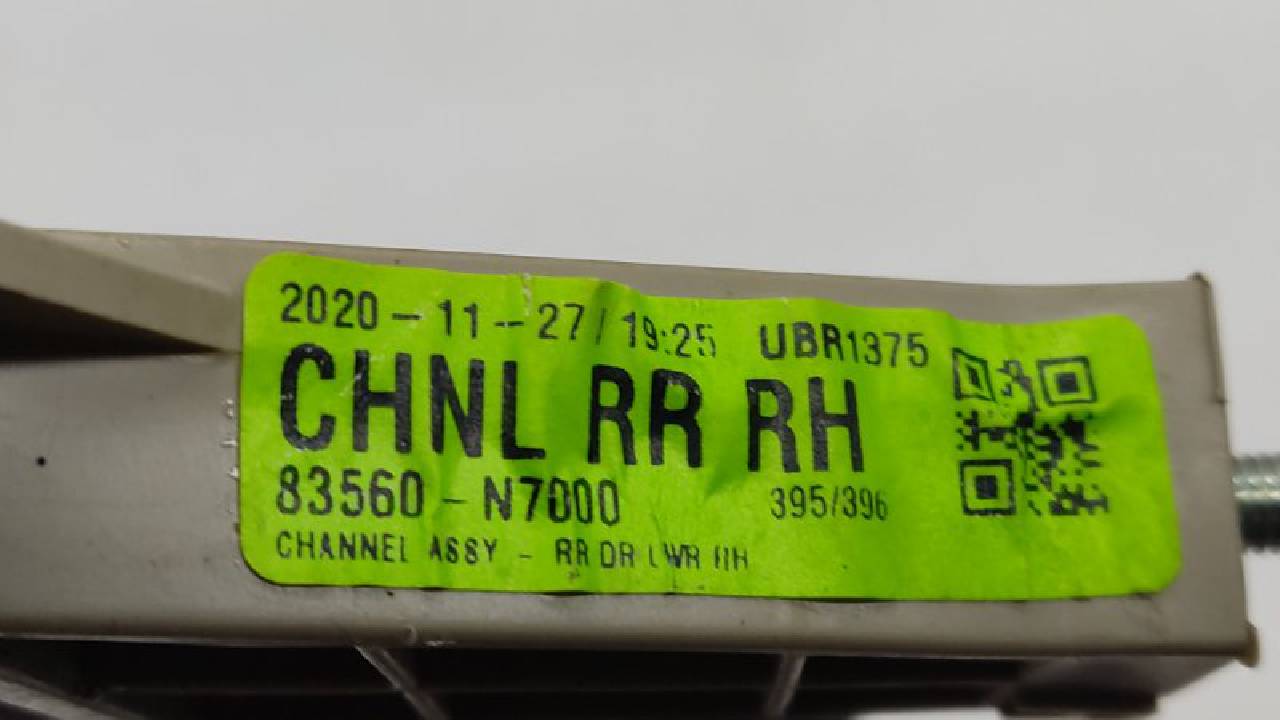 2020-11--27/19:25 UBR1375
CHNL RR RH
83560-N7000 395/396
CHANNEL ASSY - RR DR LWR RH